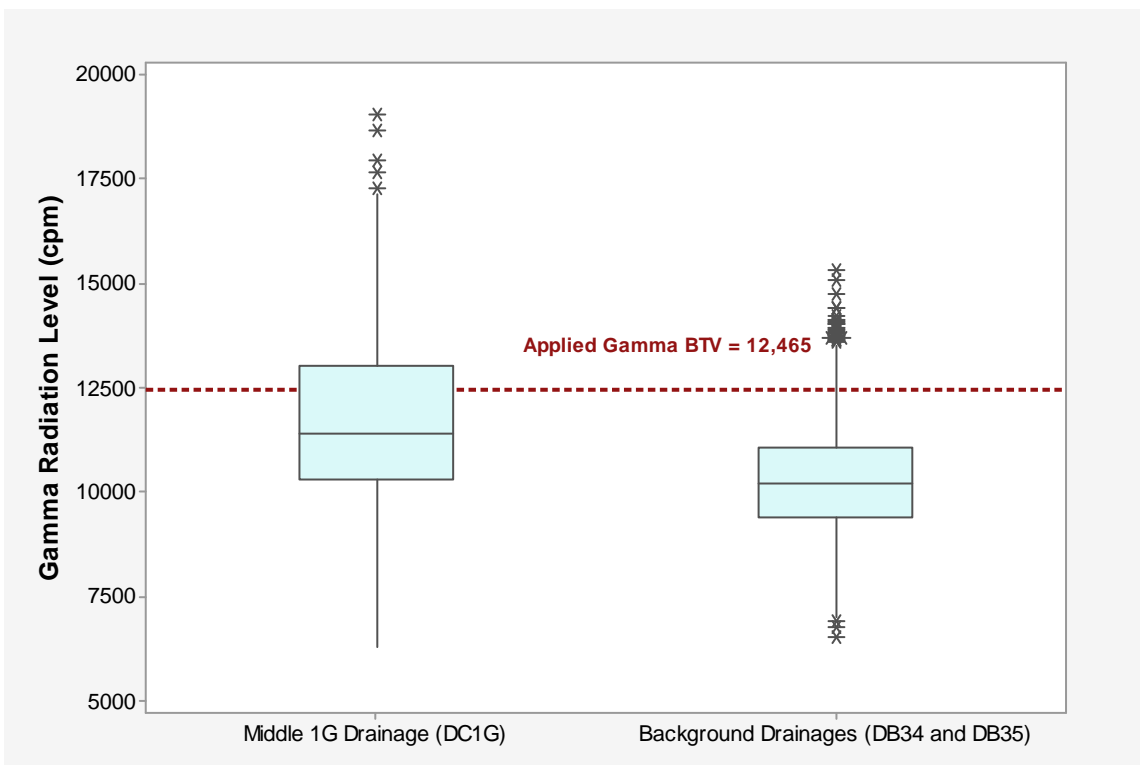 Gamma Radiation Level (cpm)
20000
17500
15000
12500
10000
7500
5000
Applied Gamma BTV = 12,465
Middle 1G Drainage (DC1G)
Background Drainages (DB34 and DB35)